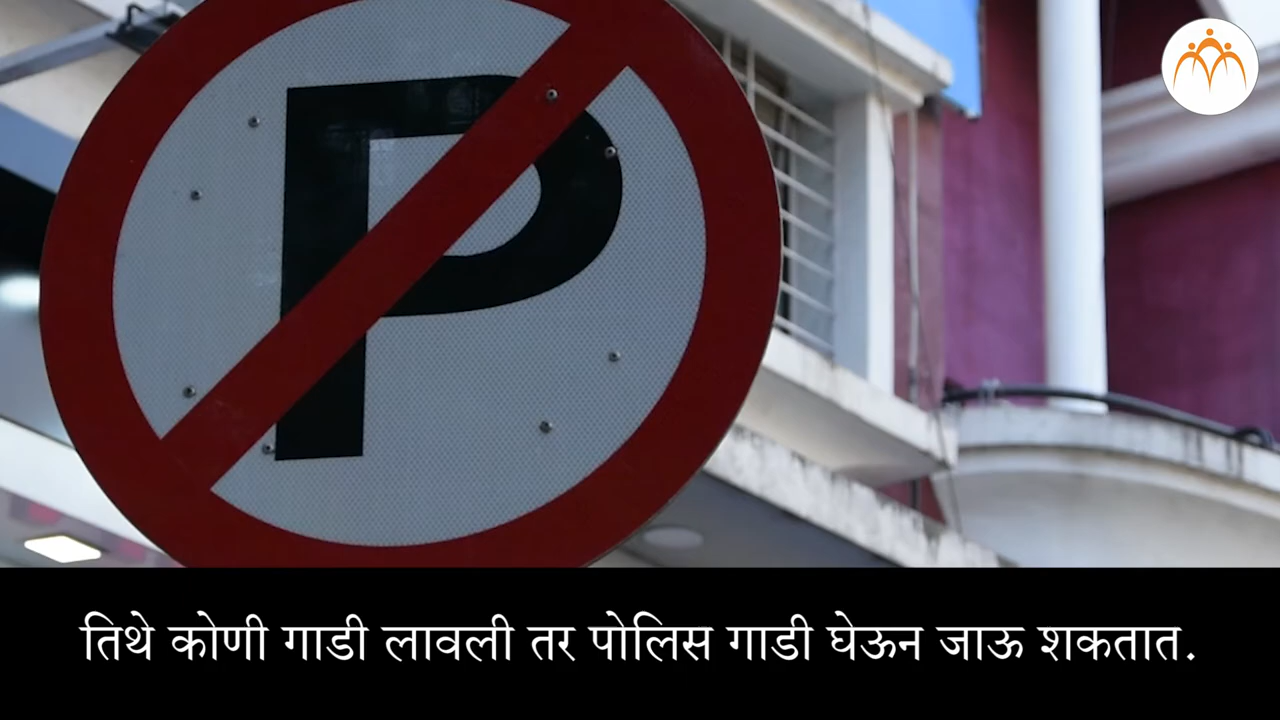 P
तिथे कोणी गाडी लावली तर पोलिस गाडी घेऊन जाऊ शकतात.